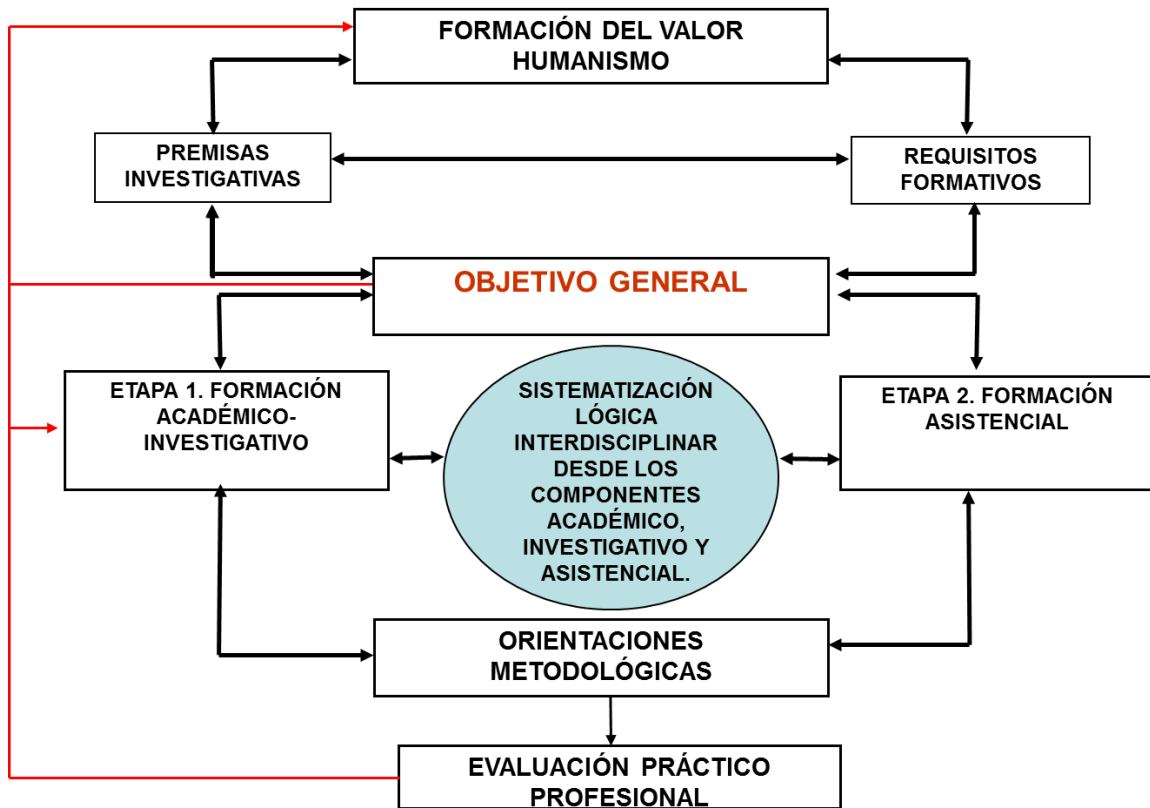 FORMACIÓN DEL VALOR
HUMANISMO
PREMISAS
INVESTIGATIVAS
REQUISITOS
FORMATIVOS
OBJETIVO GENERAL
ETAPA 1. FORMACIÓN
ACADÉMICO-
INVESTIGATIVO
SISTEMATIZACIÓN
LÓGICA
INTERDISCIPLINAR
DESDE LOS
COMPONENTES
ACADÉMICO,
INVESTIGATIVO Y
ASISTENCIAL.
ETAPA 2. FORMACIÓN
ASISTENCIAL
ORIENTACIONES
METODOLÓGICAS
EVALUACIÓN PRÁCTICO
PROFESIONAL